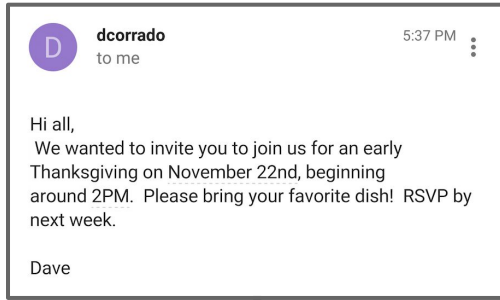 D
dcorrado
5:37 PM
to me
Hi all,
We wanted to invite you to join us for an early
Thanksgiving on November 22nd, beginning
around 2PM.  Please bring your favorite dish!  RSVP by
next week.
Dave